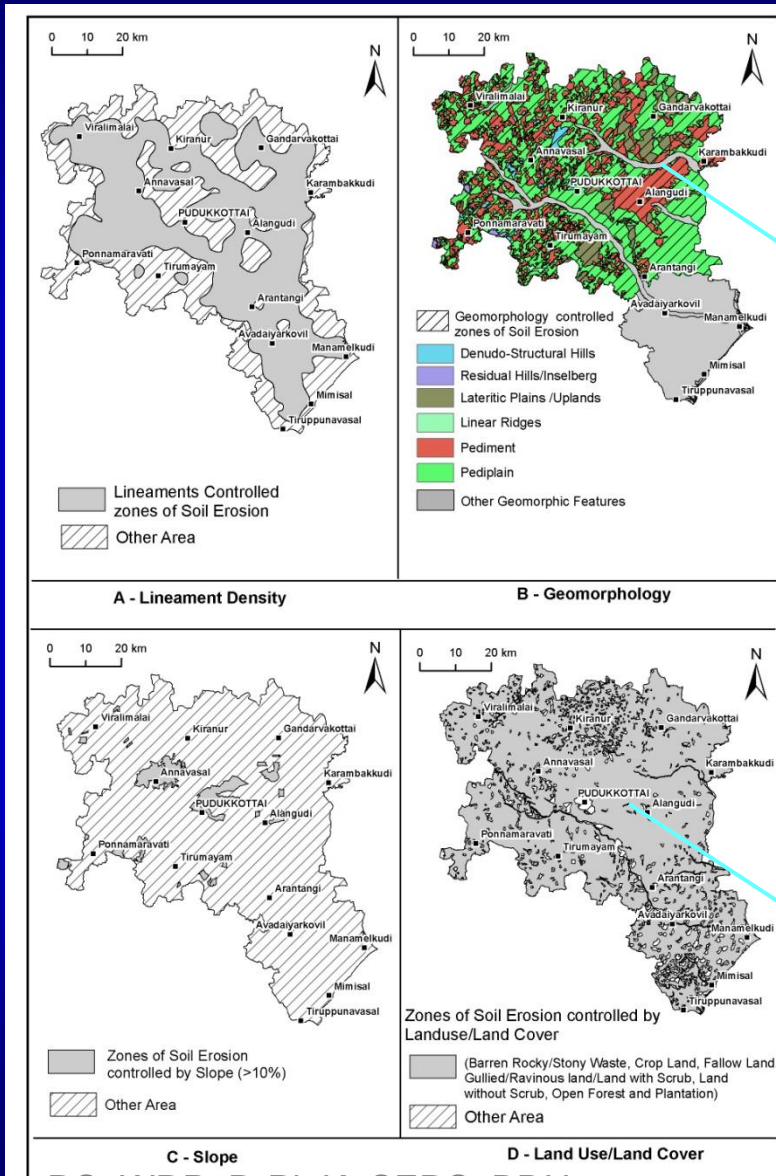 0 10 20 km
N
Viralimalai
Kiranur
Gandarvakottai
Annavasal
Karambakkudi
PUDUKKOTTAI
Alangudi
Ponnamaravati
Tirumayam
Arantangi
Avadaiyarkovil
Manamelkudi
Mimisal
Tiruppunavasal
Lineaments Controlled
zones of Soil Erosion
Other Area
A - Lineament Density
0 10 20 km
N
Viralimalai
Kiranur
Gandarvakottai
Annavasal
Karambakkudi
PUDUKKOTTAI
Alangudi
Ponnamaravati
Tirumayam
Arantangi
Avadaiyarkovil
Manamelkudi
Mimisal
Tiruppunavasal
Geomorphology controlled
zones of Soil Erosion
Denudo-Structural Hills
Residual Hills/Inselberg
Lateritic Plains /Uplands
Linear Ridges
Pediment
Pediplain
Other Geomorphic Features
B - Geomorphology
0 10 20 km
N
Viralimalai
Kiranur
Gandarvakottai
Annavasal
Karambakkudi
PUDUKKOTTAI
Alangudi
Ponnamaravati
Tirumayam
Arantangi
Avadaiyarkovil
Manamelkudi
Mimisal
Tiruppunavasal
Zones of Soil Erosion
controlled by Slope (>10%)
Other Area
C - Slope
0 10 20 km
N
Viralimalai
Kiranur
Gandarvakottai
Annavasal
Karambakkudi
PUDUKKOTTAI
Alangudi
Ponnamaravati
Tirumayam
Arantangi
Avadaiyarkovil
Manamelkudi
Mimisal
Tiruppunavasal
Zones of Soil Erosion controlled by
Landuse/Land Cover
(Barren Rocky/Stony Waste, Crop Land, Fallow Land
Gullied/Ravinous land/Land with Scrub, Land
without Scrub, Open Forest and Plantation)
Other Area
D - Land Use/Land Cover